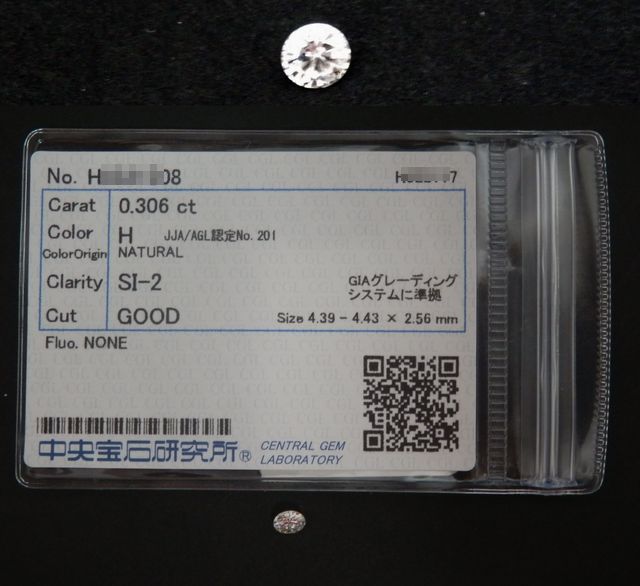 No. H 08
H 7
Carat 0.306 ct
Color H JJA/AGL認定No.201
ColorOrigin NATURAL
Clarity SI-2
GIAグレーディング
システムに準拠
Cut GOOD Size 4.39 - 4.43 × 2.56 mm
Fluo. NONE
中央宝石研究所® CENTRAL GEM
LABORATORY